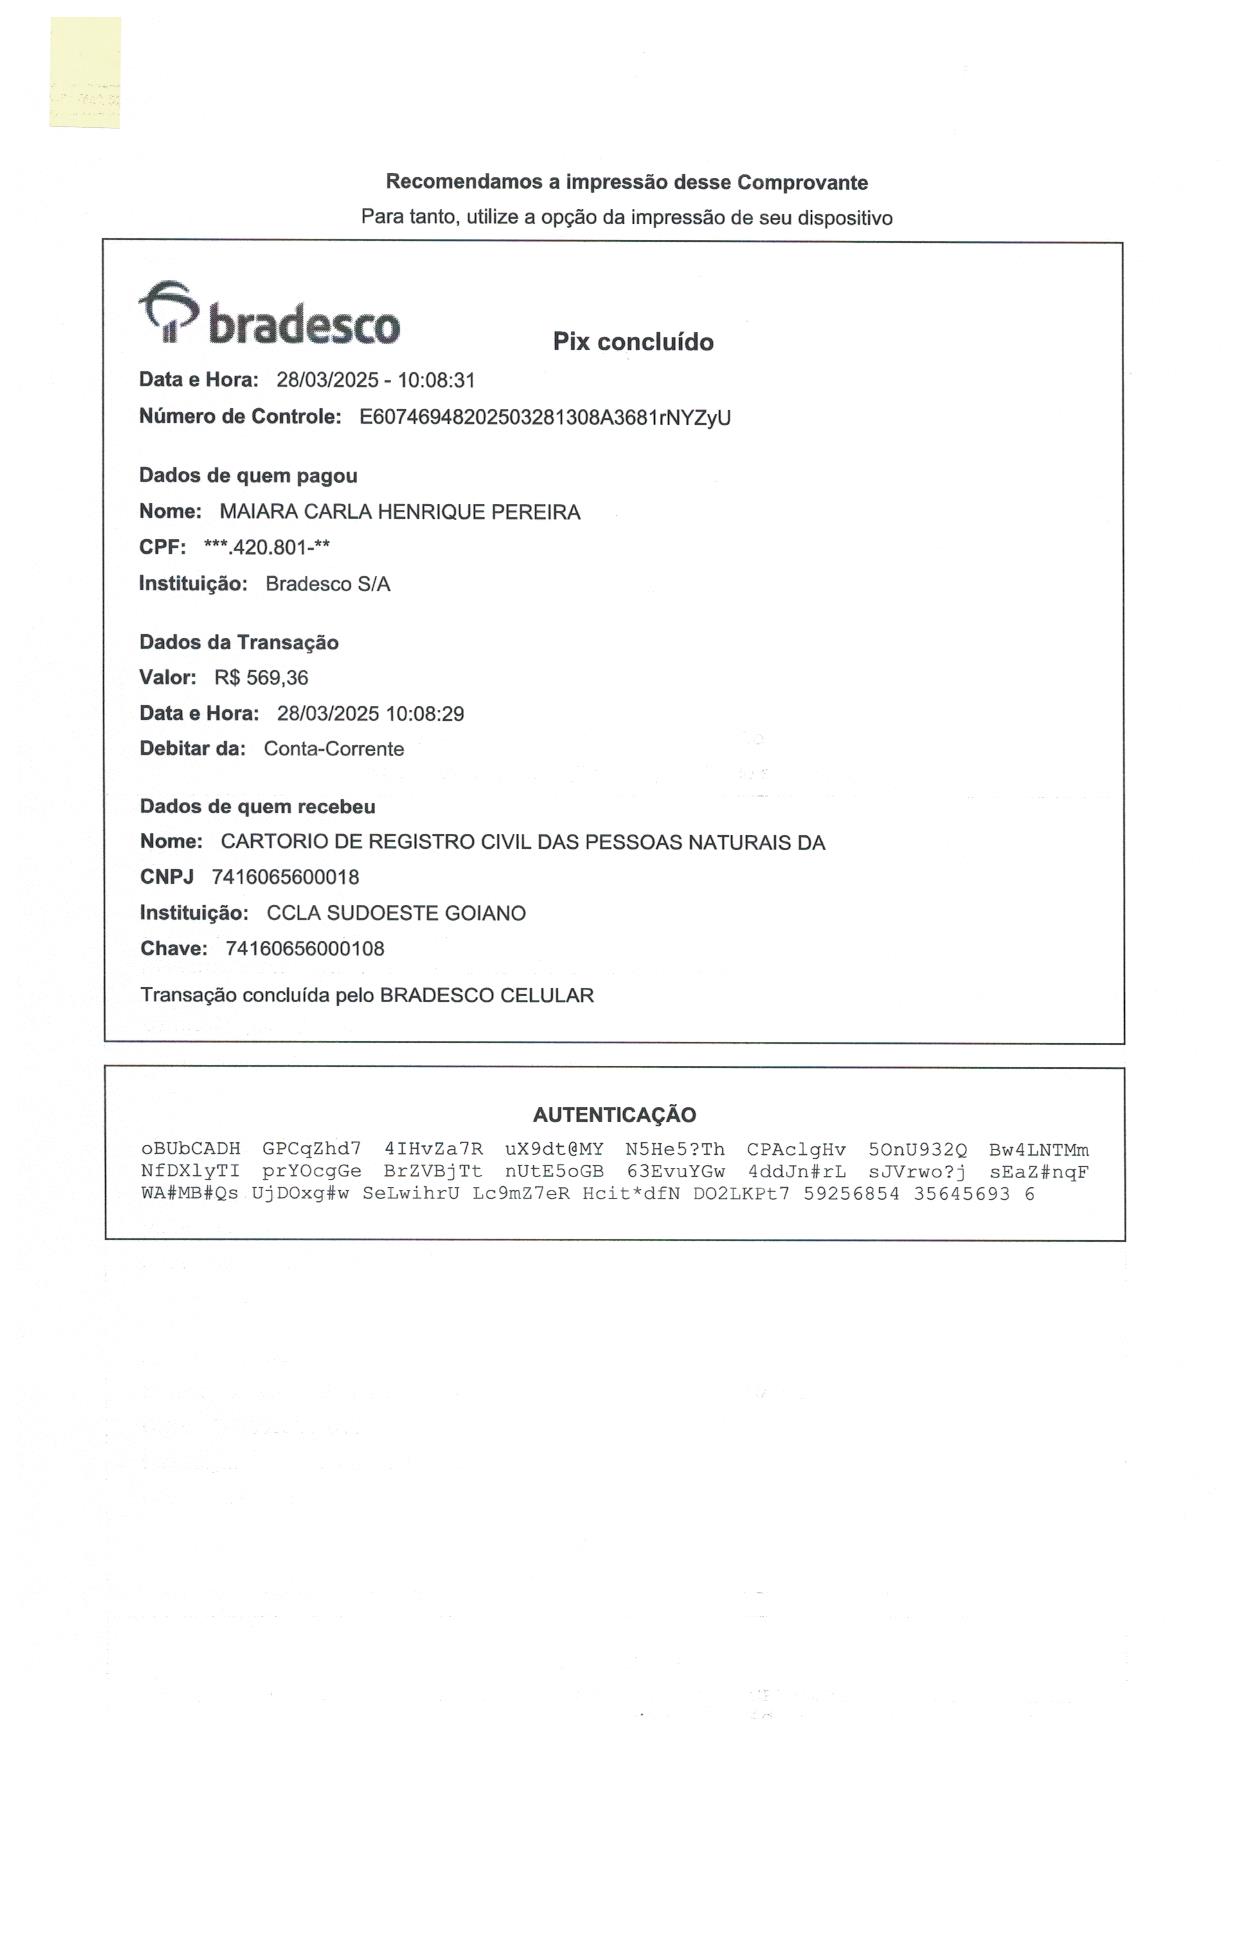 Recomendamos a impressão desse Comprovante
Para tanto, utilize a opção da impressão de seu dispositivo
bradesco
Pix concluído
Data e Hora: 28/03/2025 - 10:08:31
Número de Controle: E60746948202503281308A3681rNYZyU
Dados de quem pagou
Nome: MAIARA CARLA HENRIQUE PEREIRA
CPF: ***.420.801-**
Instituição: Bradesco S/A
Dados da Transação
Valor: R$ 569,36
Data e Hora: 28/03/2025 10:08:29
Debitar da: Conta-Corrente
Dados de quem recebeu
Nome: CARTORIO DE REGISTRO CIVIL DAS PESSOAS NATURAIS DA
CNPJ 7416065600018
Instituição: CCLA SUDOESTE GOIANO
Chave: 74160656000108
Transação concluída pelo BRADESCO CELULAR
AUTENTICAÇÃO
oBUbCADH GPCqZhd7 4IHvZa7R uX9dt@MY N5He5?Th CPAclgHv 5OnU932Q Bw4LNTMm
NfDXlyTI prYOcgGe BrZVBjTt nUtE5oGB 63EvuYGw 4ddJn#rL sJVrwo?j sEaZ#nqF
WA#MB#Qs UjDOxg#w SeLwihrU Lc9mZ7eR Hcit*dfN DO2LKPt7 59256854 35645693 6